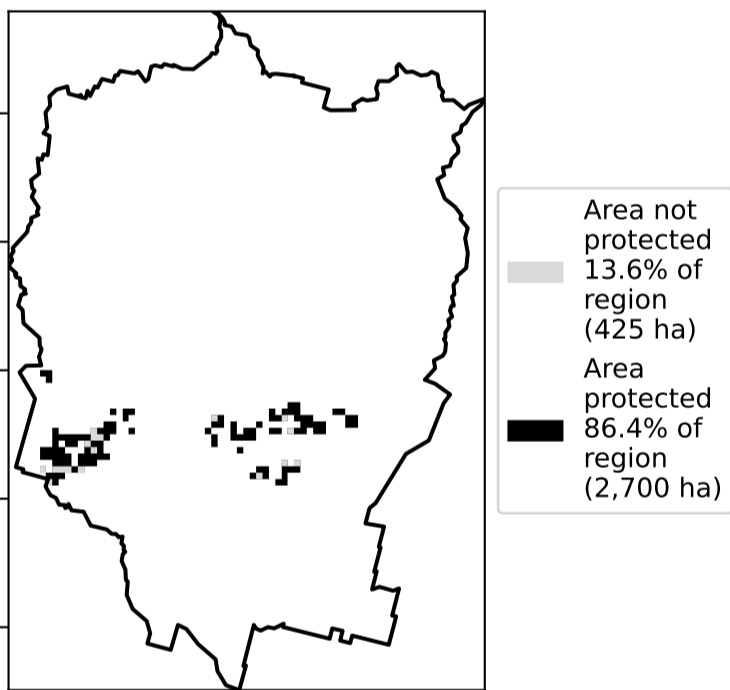 Area not
protected
13.6% of
region
(425 ha)
Area
protected
86.4% of
region
(2,700 ha)